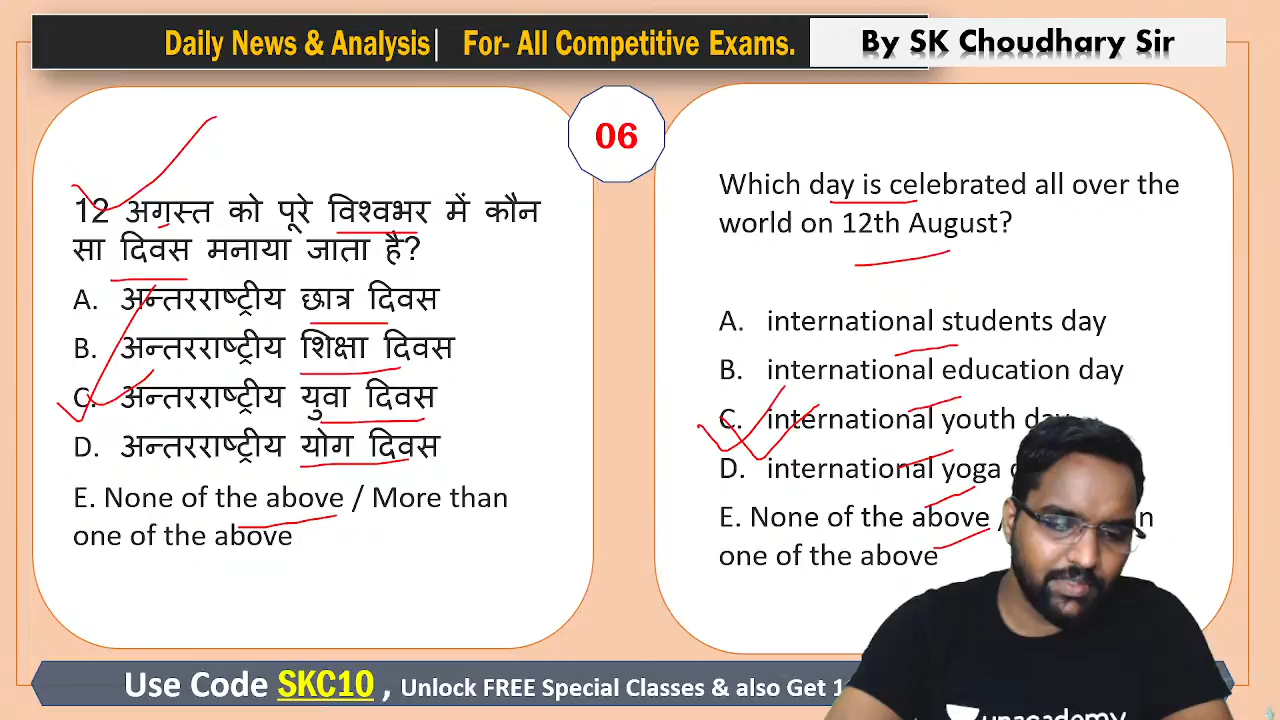 Daily News & Analysis| For- All Competitive Exams.
By SK Choudhary Sir
06
12 अगस्त को पूरे विश्वभर में कौन
सा दिवस मनाया जाता है?
A. अन्तरराष्ट्रीय छात्र दिवस
B. अन्तरराष्ट्रीय शिक्षा दिवस
C. अन्तरराष्ट्रीय युवा दिवस
D. अन्तरराष्ट्रीय योग दिवस
E. None of the above / More than
one of the above
Which day is celebrated all over the
world on 12th August?
A. international students day
B. international education day
C. international youth day
D. international yoga
E. None of the above /
one of the above
Use Code SKC10 , Unlock FREE Special Classes & also Get
unacademy